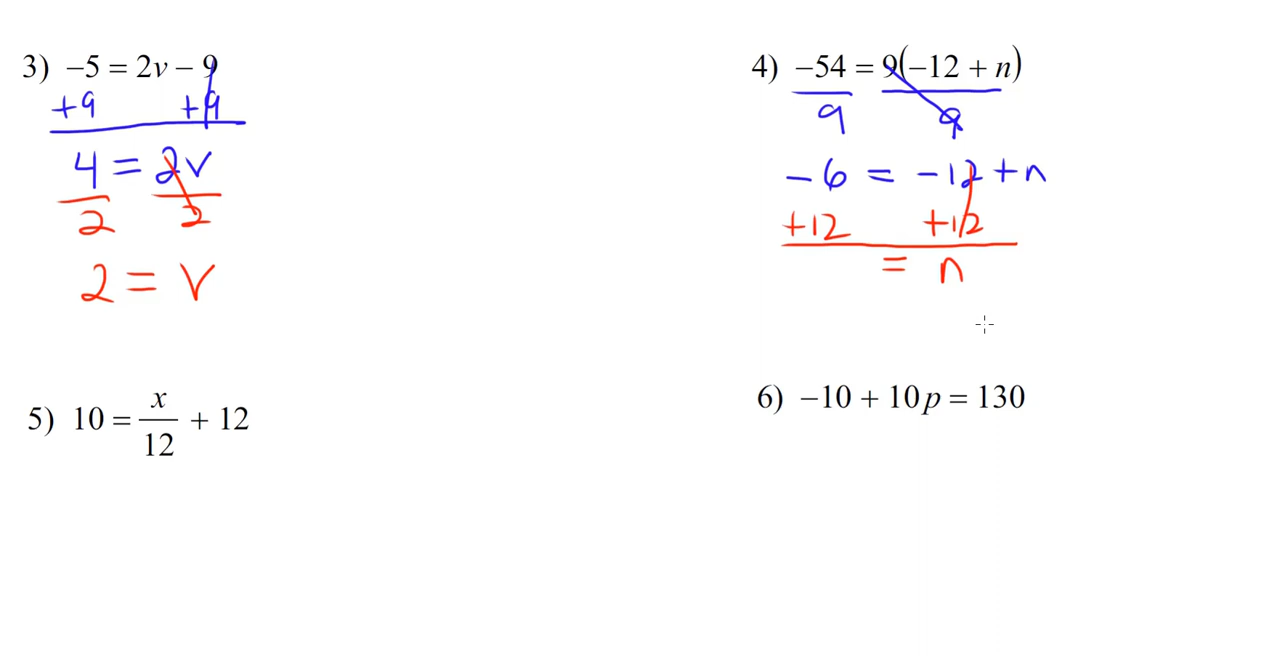 3) −5 = 2v − 9
+9 +9
4 = 2v
2 2
2 = v
4) −54 = 9(−12 + n)
9 9
-6 = -12 + n
+12 +12
= n
5) 10 = x/12 + 12
6) −10 + 10p = 130